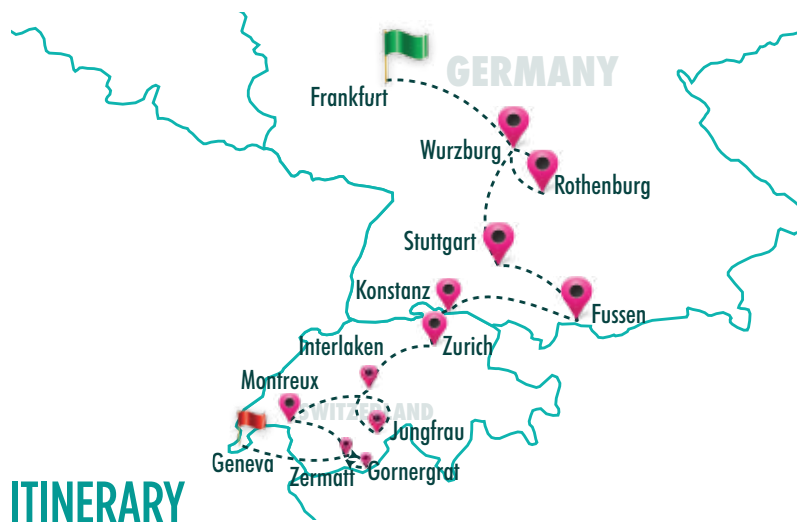 GERMANY
Frankfurt
Wurzburg
Rothenburg
Stuttgart
Konstanz
Fussen
Interlaken
Zurich
Montreux
SWITZERLAND
Jungfrau
Geneva
Zermatt
Gornergrat
ITINERARY